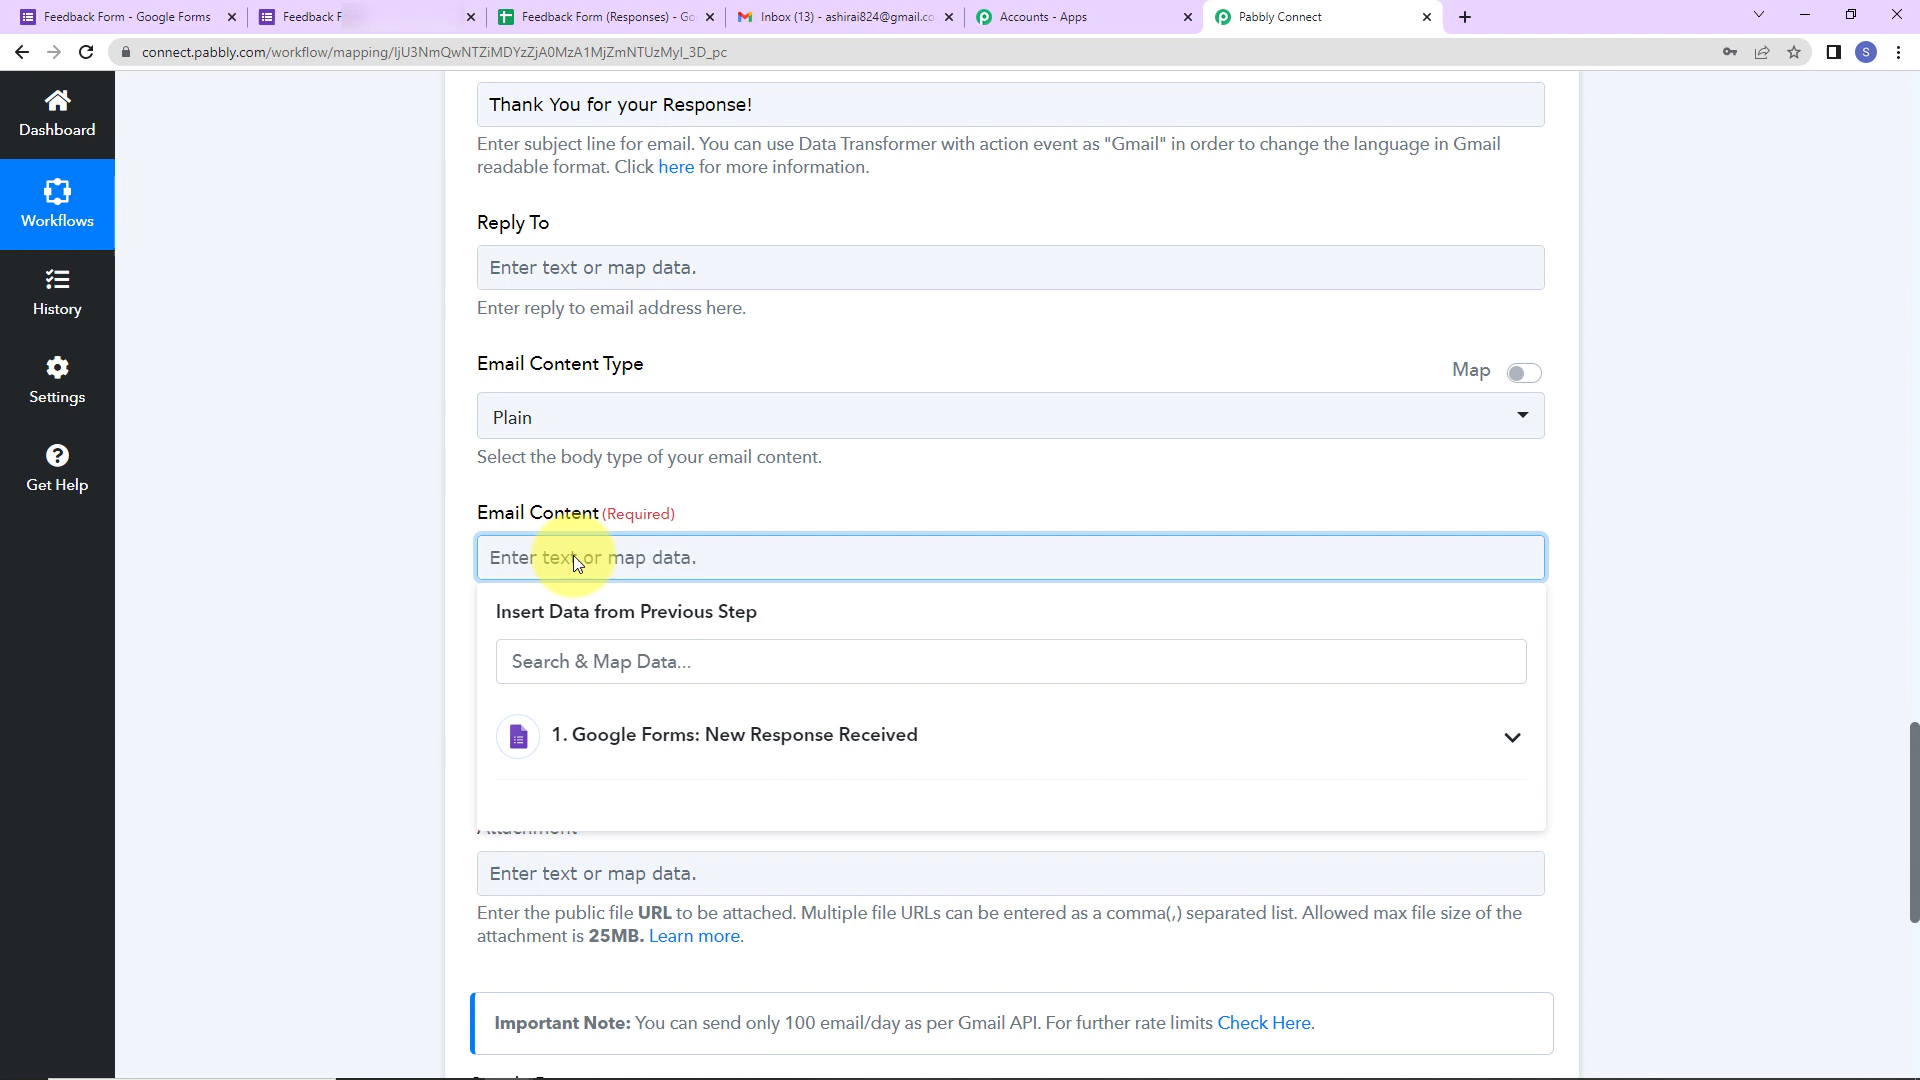 Feedback Form - Google Forms
Feedback F
Feedback Form (Responses) - Go
Inbox (13) - ashirai824@gmail.co
Accounts - Apps
Pabbly Connect
connect.pabbly.com/workflow/mapping/IjU3NmQwNTZiMDYzZjA0MzA1MjZmNTUzMyI_3D_pc
S
Dashboard
Workflows
History
Settings
Get Help
Thank You for your Response!
Enter subject line for email. You can use Data Transformer with action event as "Gmail" in order to change the language in Gmail
readable format. Click here for more information.
Reply To
Enter text or map data.
Enter reply to email address here.
Email Content Type
Map
Plain
Select the body type of your email content.
Email Content (Required)
Enter text or map data.
Insert Data from Previous Step
Search & Map Data...
1. Google Forms: New Response Received
Enter text or map data.
Enter the public file URL to be attached. Multiple file URLs can be entered as a comma(,) separated list. Allowed max file size of the
attachment is 25MB. Learn more.
Important Note: You can send only 100 email/day as per Gmail API. For further rate limits Check Here.